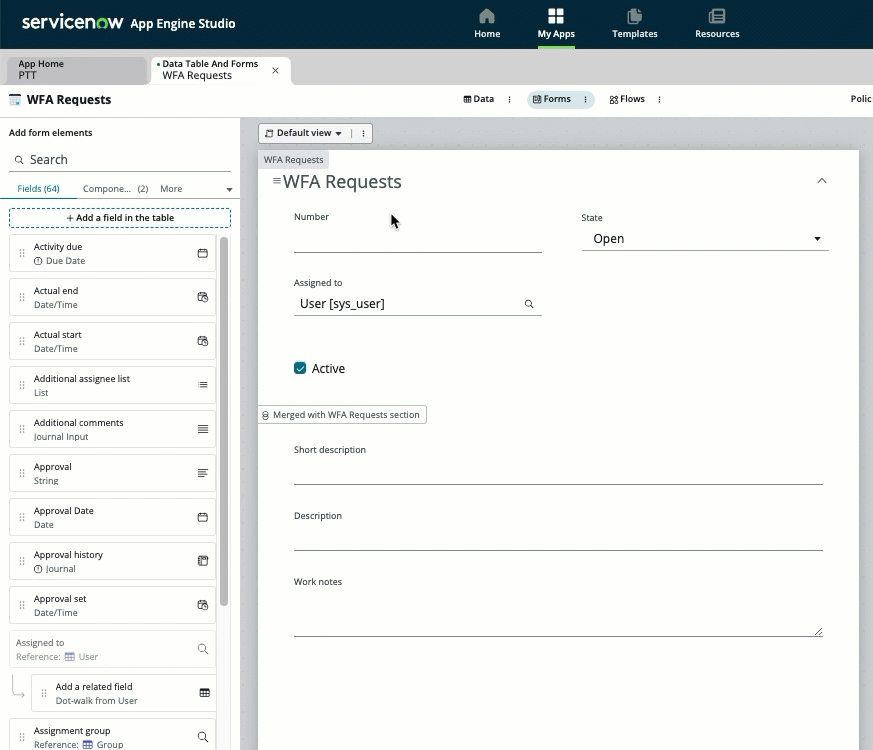 servicenow App Engine Studio
Home
My Apps
Templates
Resources
App Home
PTT
Data Table And Forms
WFA Requests
WFA Requests
Data
Forms
Flows
Polic
Add form elements
Search
Fields (64)
Compone... (2)
More
+ Add a field in the table
Activity due
Due Date
Actual end
Date/Time
Actual start
Date/Time
Additional assignee list
List
Additional comments
Journal Input
Approval
String
Approval Date
Date
Approval history
Journal
Approval set
Date/Time
Assigned to
Reference: User
Add a related field
Dot-walk from User
Assignment group
Reference: Group
Default view
WFA Requests
WFA Requests
Number
State
Open
Assigned to
User [sys_user]
Active
Merged with WFA Requests section
Short description
Description
Work notes